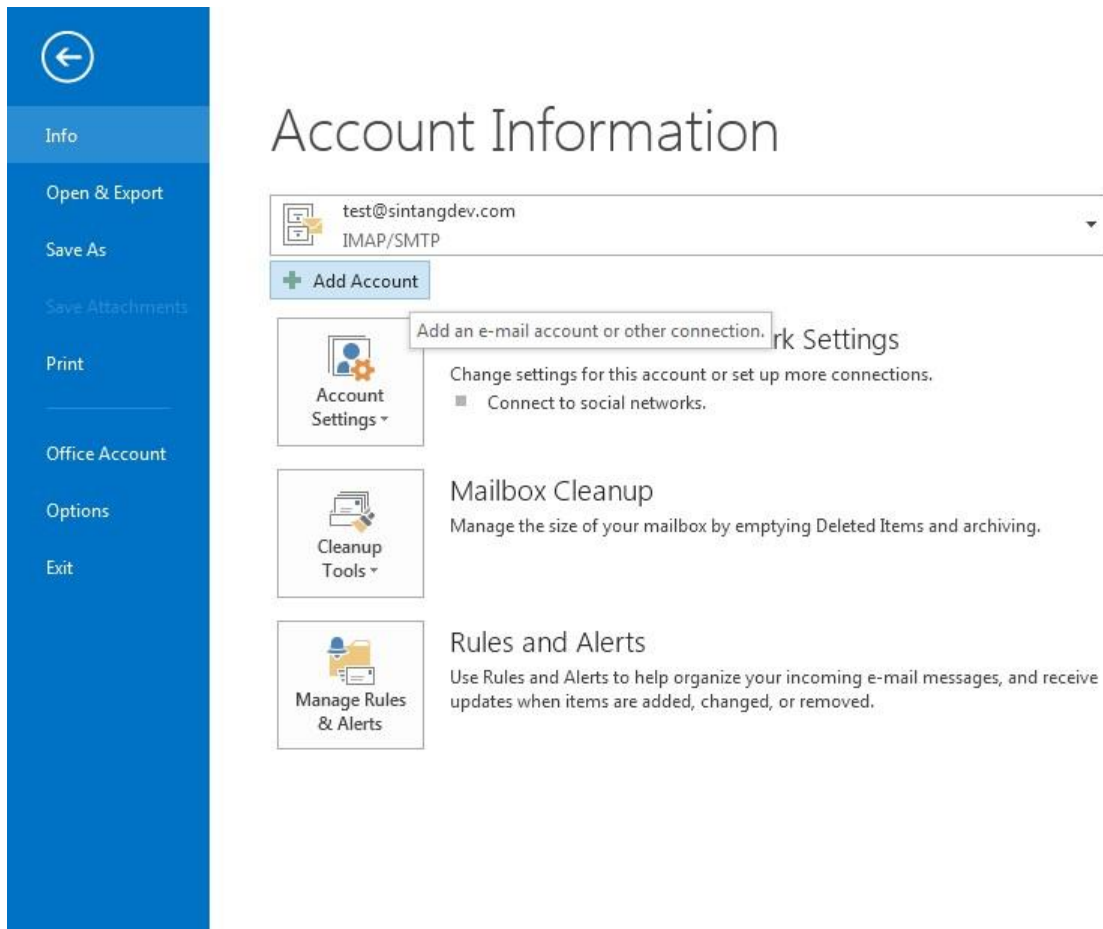 Info
Open & Export
Save As
Save Attachments
Print
Office Account
Options
Exit
Account Information
test@sintangdev.com
IMAP/SMTP
Add Account
Add an e-mail account or other connection.
rk Settings
Account
Settings
Change settings for this account or set up more connections.
Connect to social networks.
Cleanup
Tools
Mailbox Cleanup
Manage the size of your mailbox by emptying Deleted Items and archiving.
Manage Rules
& Alerts
Rules and Alerts
Use Rules and Alerts to help organize your incoming e-mail messages, and receive
updates when items are added, changed, or removed.